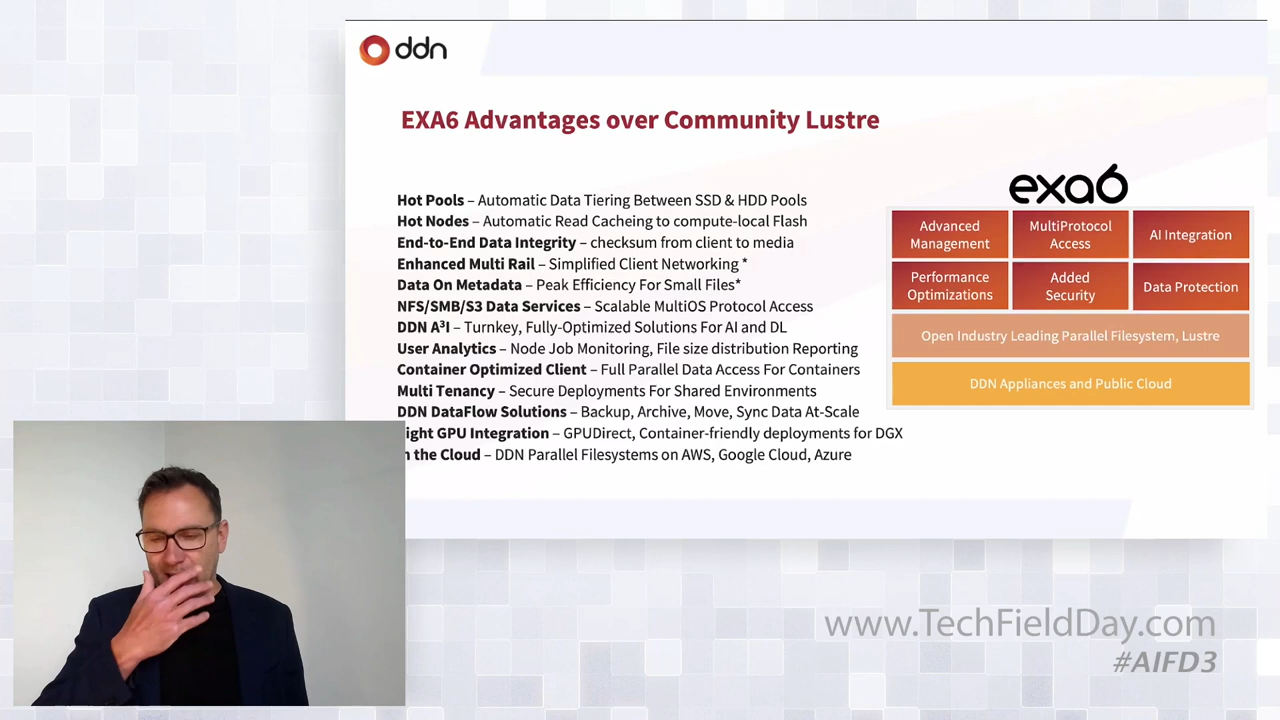 ddn
EXA6 Advantages over Community Lustre
Hot Pools – Automatic Data Tiering Between SSD & HDD Pools
Hot Nodes – Automatic Read Cacheing to compute-local Flash
End-to-End Data Integrity – checksum from client to media
Enhanced Multi Rail – Simplified Client Networking *
Data On Metadata – Peak Efficiency For Small Files*
NFS/SMB/S3 Data Services – Scalable MultiOS Protocol Access
DDN A³I – Turnkey, Fully-Optimized Solutions For AI and DL
User Analytics – Node Job Monitoring, File size distribution Reporting
Container Optimized Client – Full Parallel Data Access For Containers
Multi Tenancy – Secure Deployments For Shared Environments
DDN DataFlow Solutions – Backup, Archive, Move, Sync Data At-Scale
ight GPU Integration – GPUDirect, Container-friendly deployments for DGX
n the Cloud – DDN Parallel Filesystems on AWS, Google Cloud, Azure
exa6
Advanced
Management
MultiProtocol
Access
AI Integration
Performance
Optimizations
Added
Security
Data Protection
Open Industry Leading Parallel Filesystem, Lustre
DDN Appliances and Public Cloud
www.TechFieldDay.com
#AIFD3